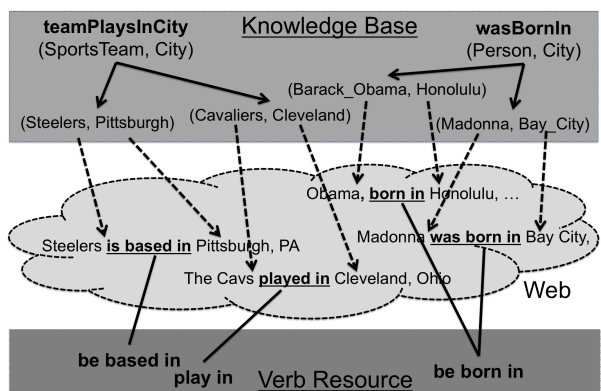 Knowledge Base
teamPlaysInCity
(SportsTeam, City)
wasBornIn
(Person, City)
(Barack_Obama, Honolulu)
(Steelers, Pittsburgh)
(Cavaliers, Cleveland)
(Madonna, Bay_City)
Obama, born in Honolulu, ...
Steelers is based in Pittsburgh, PA
Madonna was born in Bay City,
The Cavs played in Cleveland, Ohio
Web
be based in
play in
Verb Resource
be born in